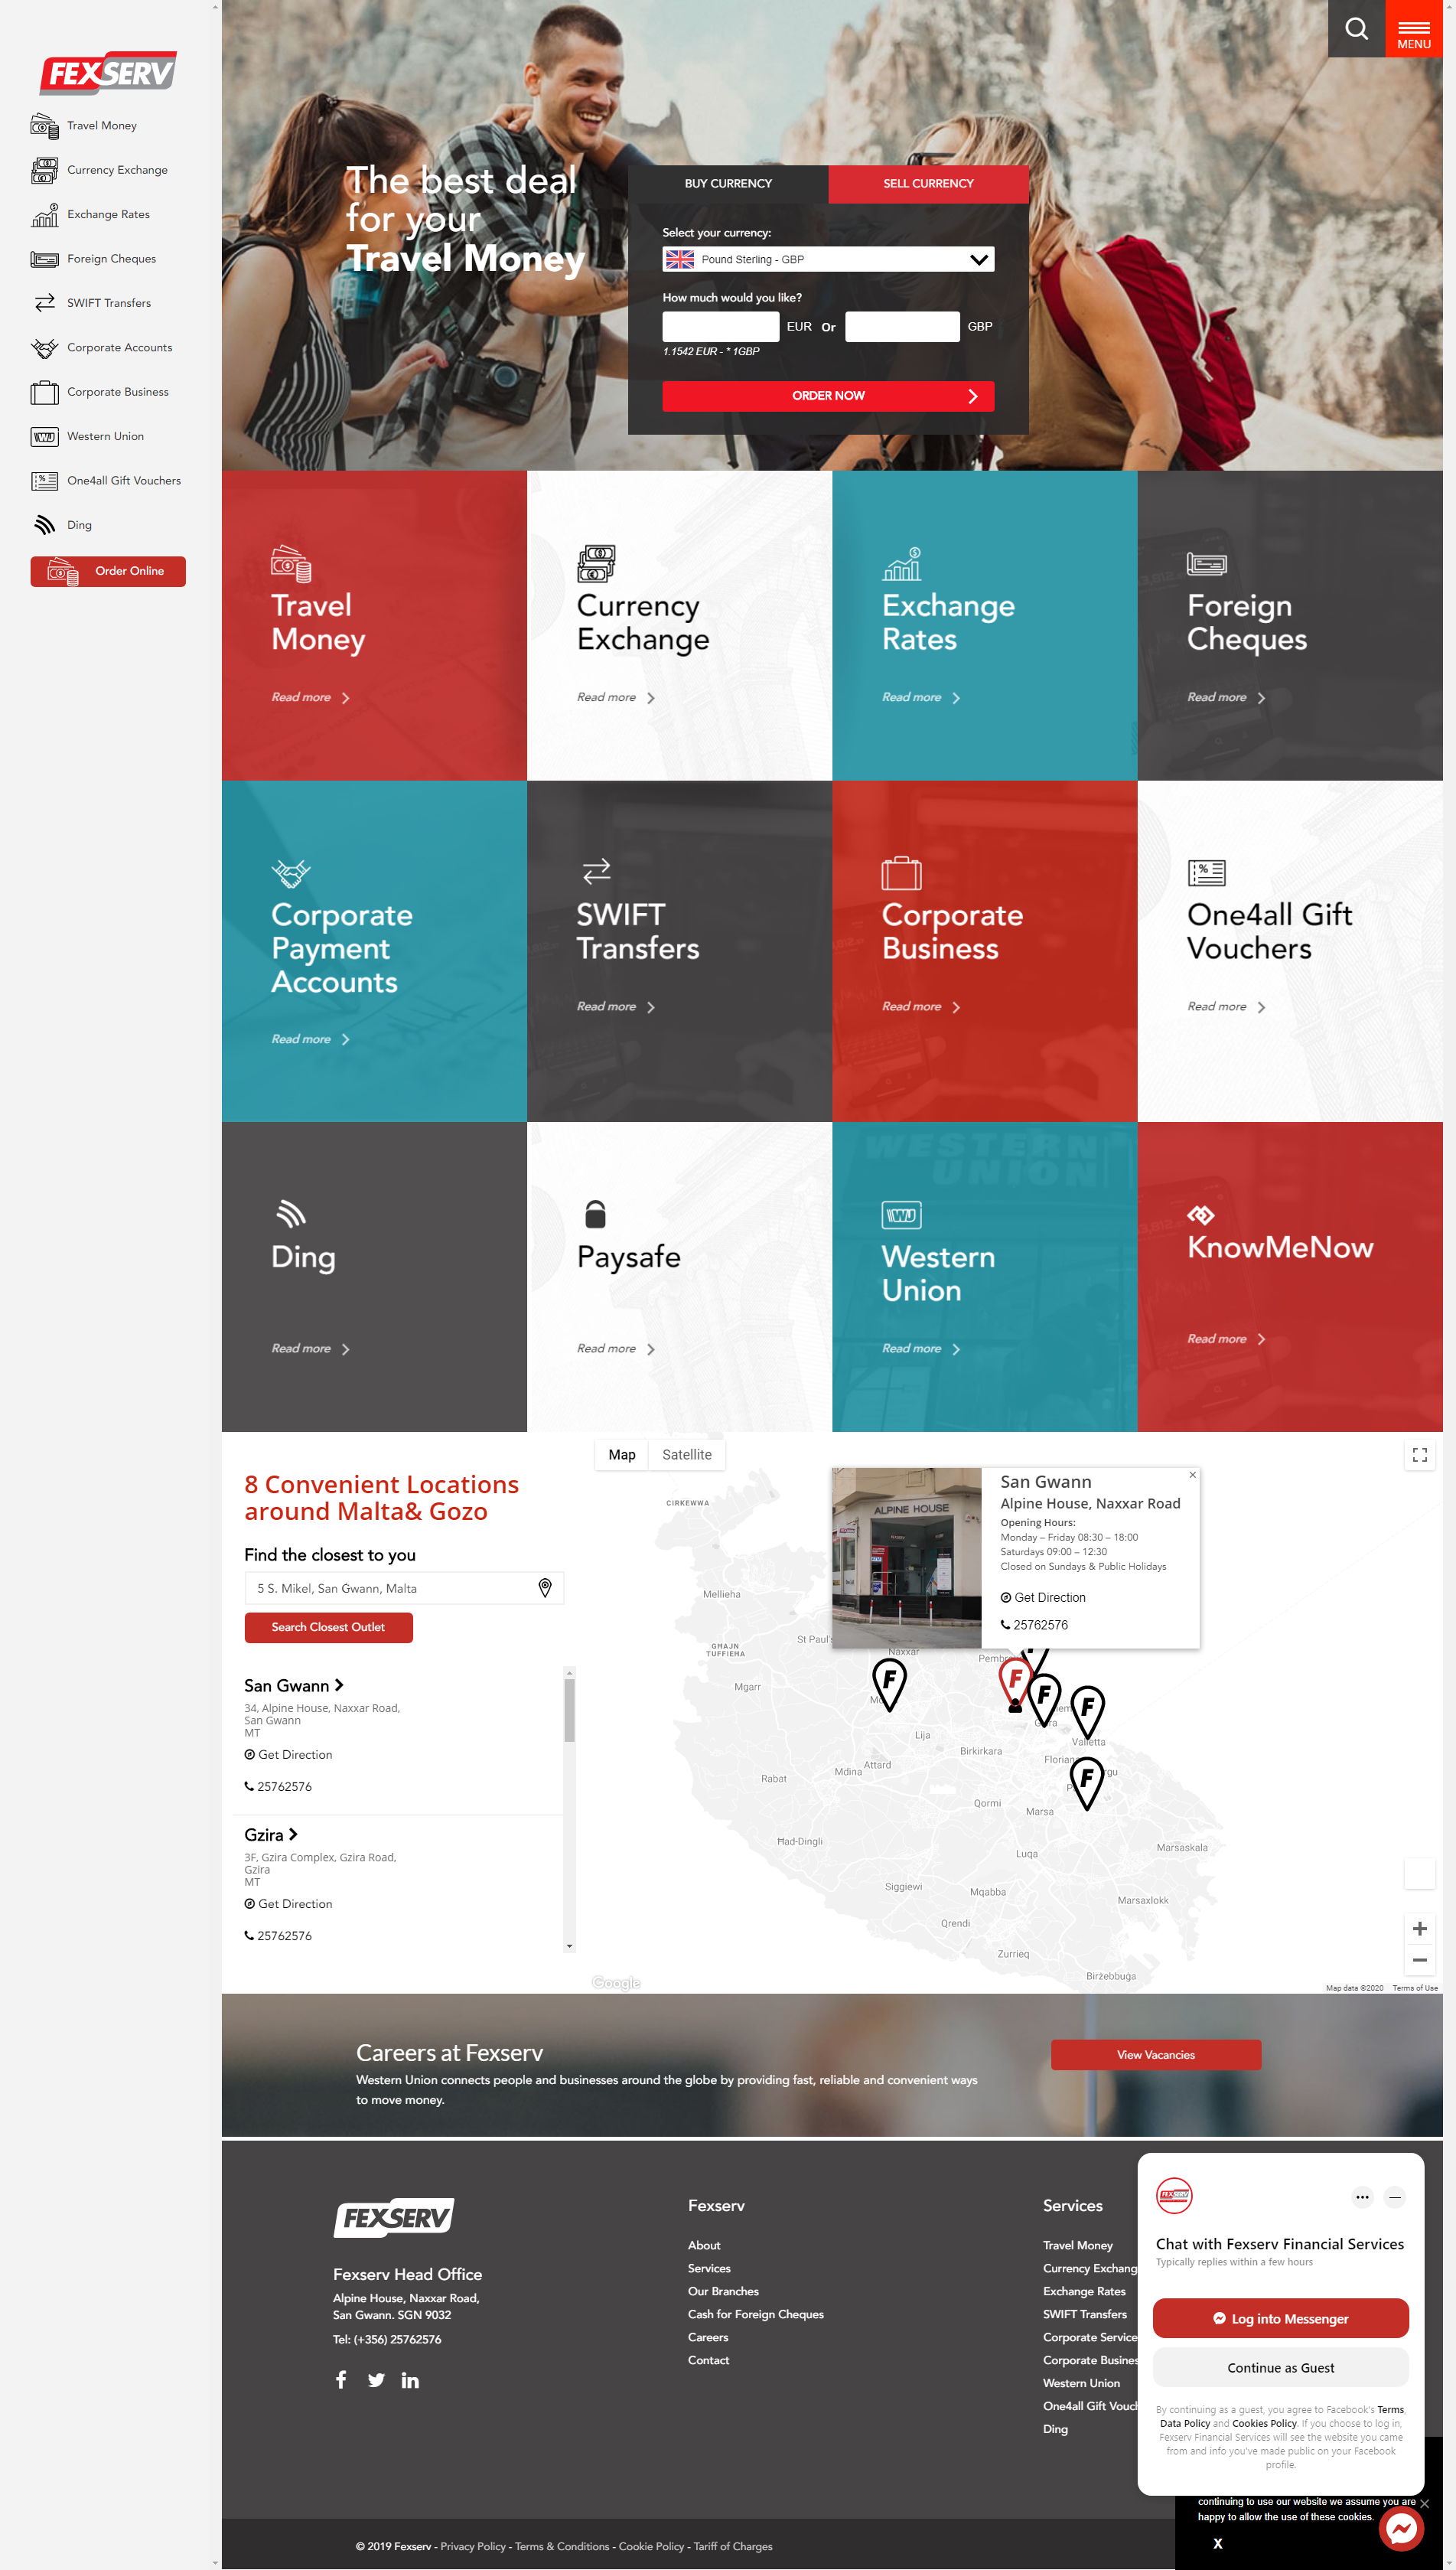 FEXSERV
Travel Money
Currency Exchange
Exchange Rates
Foreign Cheques
SWIFT Transfers
Corporate Accounts
Corporate Business
Western Union
One4all Gift Vouchers
Ding
Order Online
MENU
The best deal
for your
Travel Money
BUY CURRENCY
SELL CURRENCY
Select your currency:
Pound Sterling - GBP
How much would you like?
EUR Or GBP
1.1542 EUR - * 1GBP
ORDER NOW
Travel
Money
Read more
Currency
Exchange
Read more
Exchange
Rates
Read more
Foreign
Cheques
Read more
Corporate
Payment
Accounts
Read more
SWIFT
Transfers
Read more
Corporate
Business
Read more
One4all Gift
Vouchers
Read more
Ding
Read more
Paysafe
Read more
WESTERN
UNION
WU
Western
Union
Read more
KnowMeNow
Read more
8 Convenient Locations
around Malta& Gozo
Find the closest to you
5 S. Mikel, San Ġwann, Malta
Search Closest Outlet
San Gwann
34, Alpine House, Naxxar Road,
San Gwann
MT
Get Direction
25762576
Gzira
3F, Gzira Complex, Gzira Road,
Gzira
MT
Get Direction
25762576
Map
Satellite
ALPINE HOUSE
San Gwann
Alpine House, Naxxar Road
Opening Hours:
Monday – Friday 08:30 – 18:00
Saturdays 09:00 – 12:30
Closed on Sundays & Public Holidays
Get Direction
25762576
CIRKEWWA
Mellieha
GMAJN
TUFFIEHA
St Paul's
Naxxar
Pembr
Mgarr
Lija
Birkirkara
Valletta
Florian
Attard
Mdina
Rabat
Qormi
Marsa
Ħad-Dingli
Luqa
Marsaskala
Siggiewi
Mqabba
Marsaxlokk
Qrendi
Zurrieq
Birżebbuġa
Google
Map data ©2020
Terms of Use
Careers at Fexserv
Western Union connects people and businesses around the globe by providing fast, reliable and convenient ways
to move money.
View Vacancies
FEXSERV
Fexserv Head Office
Alpine House, Naxxar Road,
San Gwann. SGN 9032
Tel: (+356) 25762576
Fexserv
About
Services
Our Branches
Cash for Foreign Cheques
Careers
Contact
Services
Travel Money
Currency Exchang
Exchange Rates
SWIFT Transfers
Corporate Service
Corporate Busines
Western Union
One4all Gift Vouch
Ding
FEXSERV
Chat with Fexserv Financial Services
Typically replies within a few hours
Log into Messenger
Continue as Guest
By continuing as a guest, you agree to Facebook's Terms,
Data Policy and Cookies Policy. If you choose to log in,
Fexserv Financial Services will see the website you came
from and info you've made public on your Facebook
profile.
continuing to use our website we assume you are
happy to allow the use of these cookies.
X
© 2019 Fexserv - Privacy Policy - Terms & Conditions - Cookie Policy - Tariff of Charges